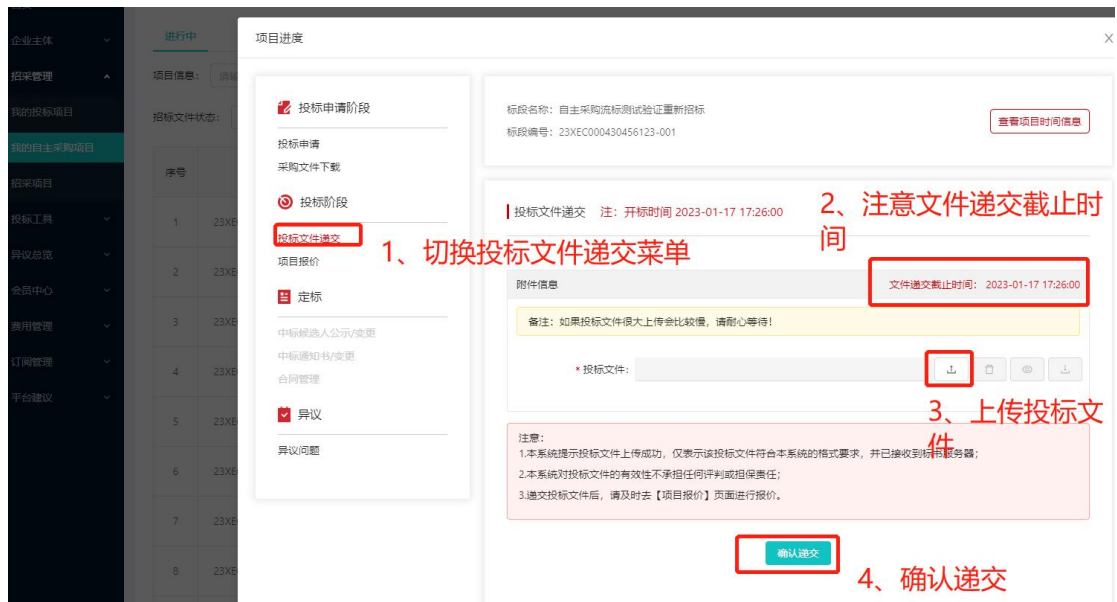 企业主体
招采管理
我的投标项目
我的自主采购项目
招采项目
投标工具
异议总览
会员中心
费用管理
订阅管理
平台建议
进行中
项目信息：
招标文件状态：
序号
1 23XE
2 23XE
3 23XE
4 23XE
5 23XE
6 23XE
7 23XE
8 23XE
项目进度
投标申请阶段
投标申请
采购文件下载
投标阶段
投标文件递交
项目报价
定标
中标候选人公示/变更
中标通知书/变更
合同管理
异议
异议问题
1、切换投标文件递交菜单
标段名称：自主采购流标测试验证重新招标
标段编号：23XEC000430456123-001
查看项目时间信息
投标文件递交 注：开标时间 2023-01-17 17:26:00
2、注意文件递交截止时
间
附件信息
文件递交截止时间： 2023-01-17 17:26:00
备注：如果投标文件很大上传会比较慢，请耐心等待！
* 投标文件：
3、上传投标文
件
注意：
1.本系统提示投标文件上传成功，仅表示该投标文件符合本系统的格式要求，并已接收到标书服务器；
2.本系统对投标文件的有效性不承担任何评判或担保责任；
3.递交投标文件后，请及时去【项目报价】页面进行报价。
确认递交
4、确认递交